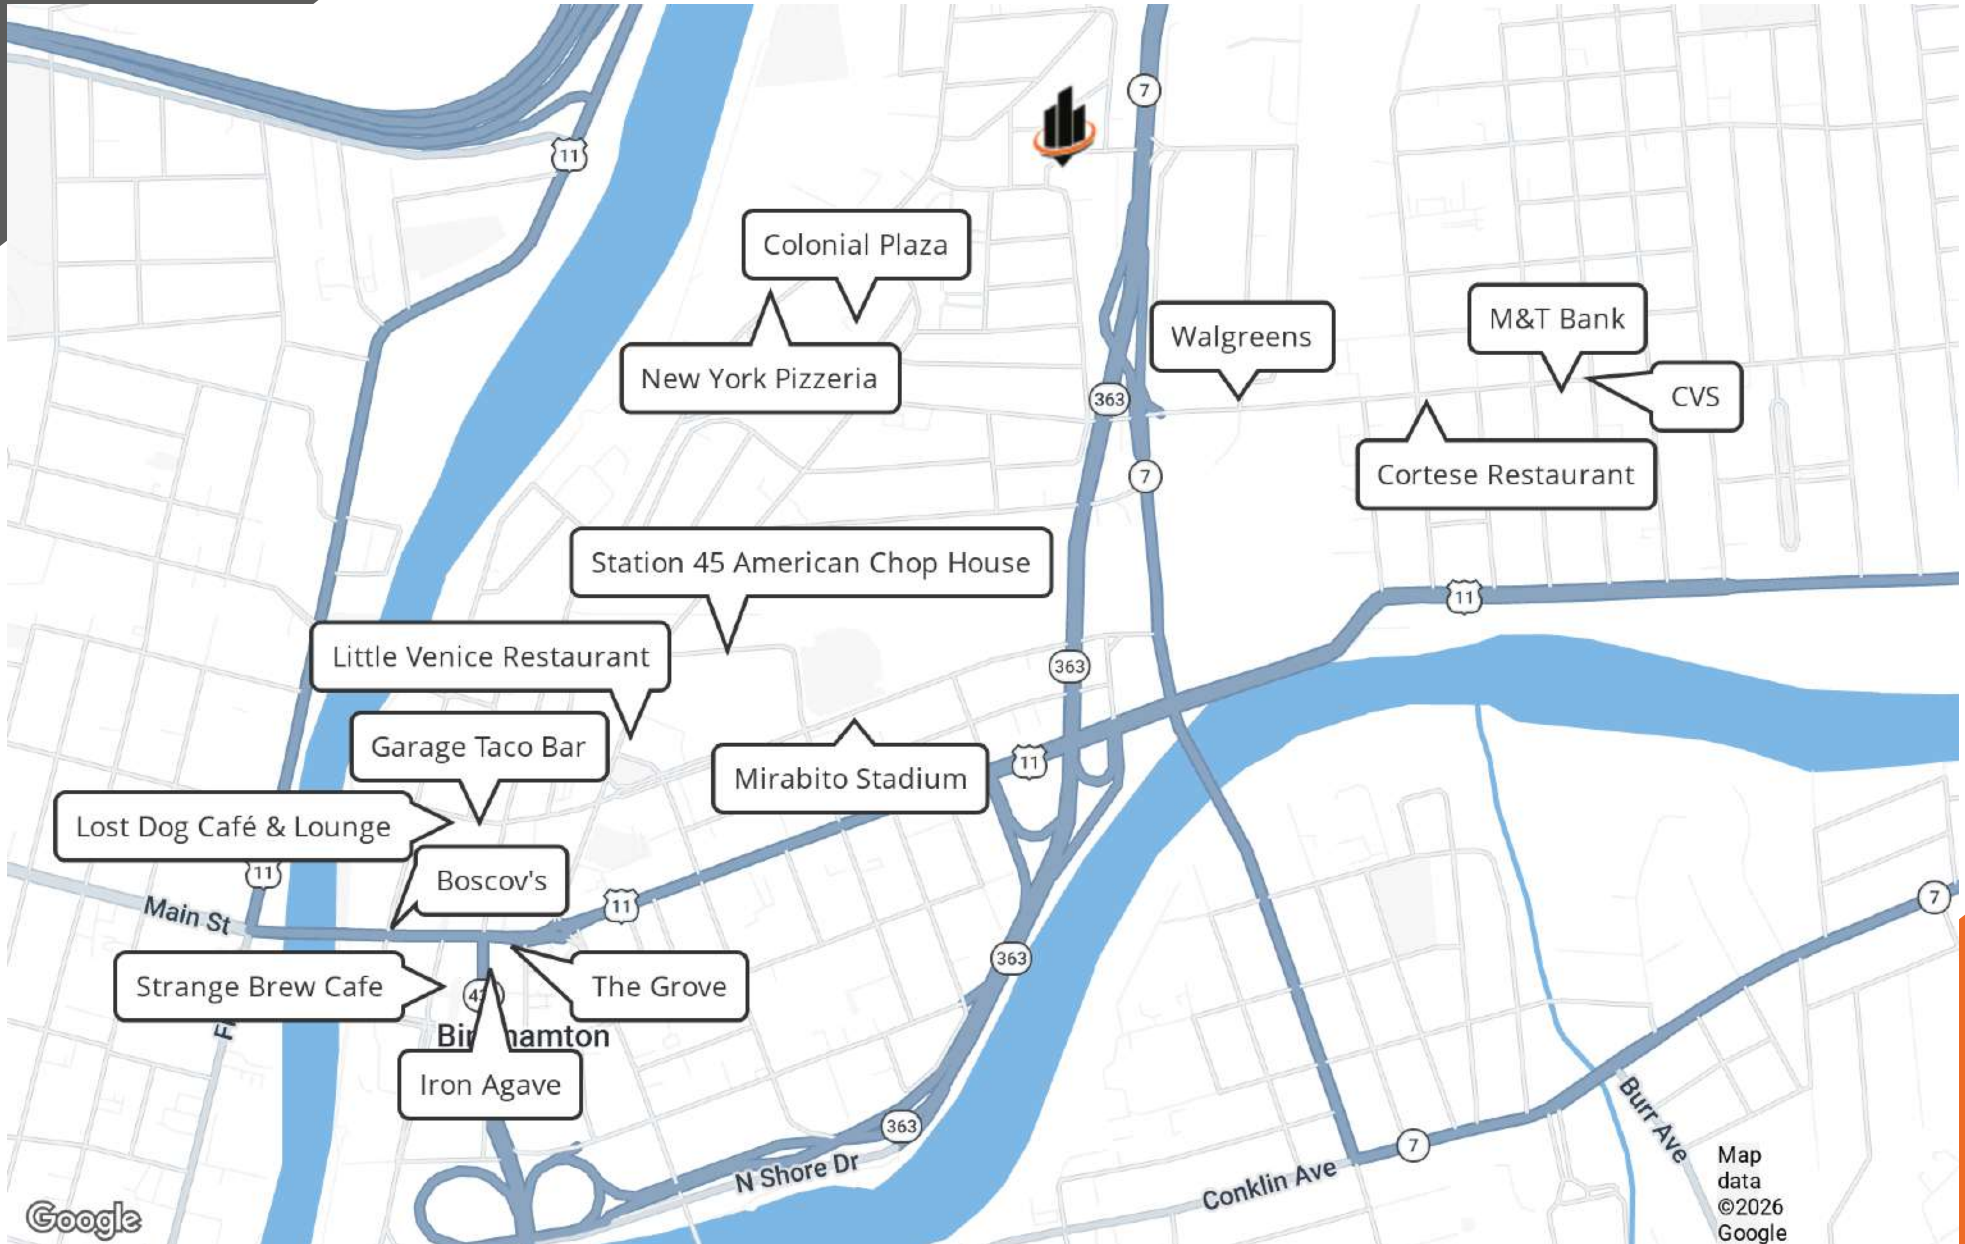 7
11
Colonial Plaza
M&T Bank
Walgreens
New York Pizzeria
363
CVS
7
Cortese Restaurant
Station 45 American Chop House
11
Little Venice Restaurant
363
Garage Taco Bar
11
Mirabito Stadium
Lost Dog Café & Lounge
11
Boscov's
7
11
Main St
363
Strange Brew Cafe
The Grove
Iron Agave
363
7
Burr Ave
N Shore Dr
Conklin Ave
Map
data
©2026
Google
Google